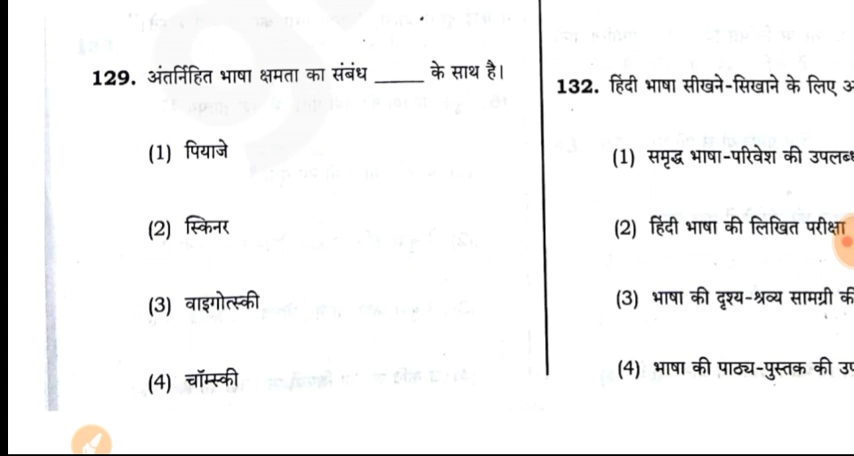 129. अंतर्निहित भाषा क्षमता का संबंध ______ के साथ है।
(1) पियाजे
(2) स्किनर
(3) वाइगोत्स्की
(4) चॉम्स्की
132. हिंदी भाषा सीखने-सिखाने के लिए
(1) समृद्ध भाषा-परिवेश की
(2) हिंदी भाषा की लिखित परीक्षा
(3) भाषा की दृश्य-श्रव्य सामग्री की
(4) भाषा की पाठ्य-पुस्तक की